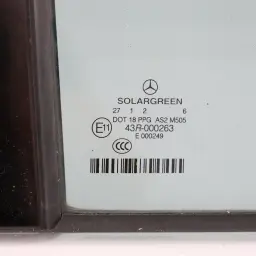 SOLARGREEN
27 1 2 6
DOT 18 PPG AS2 M505
E11 43R-000263
E 000249
CCC